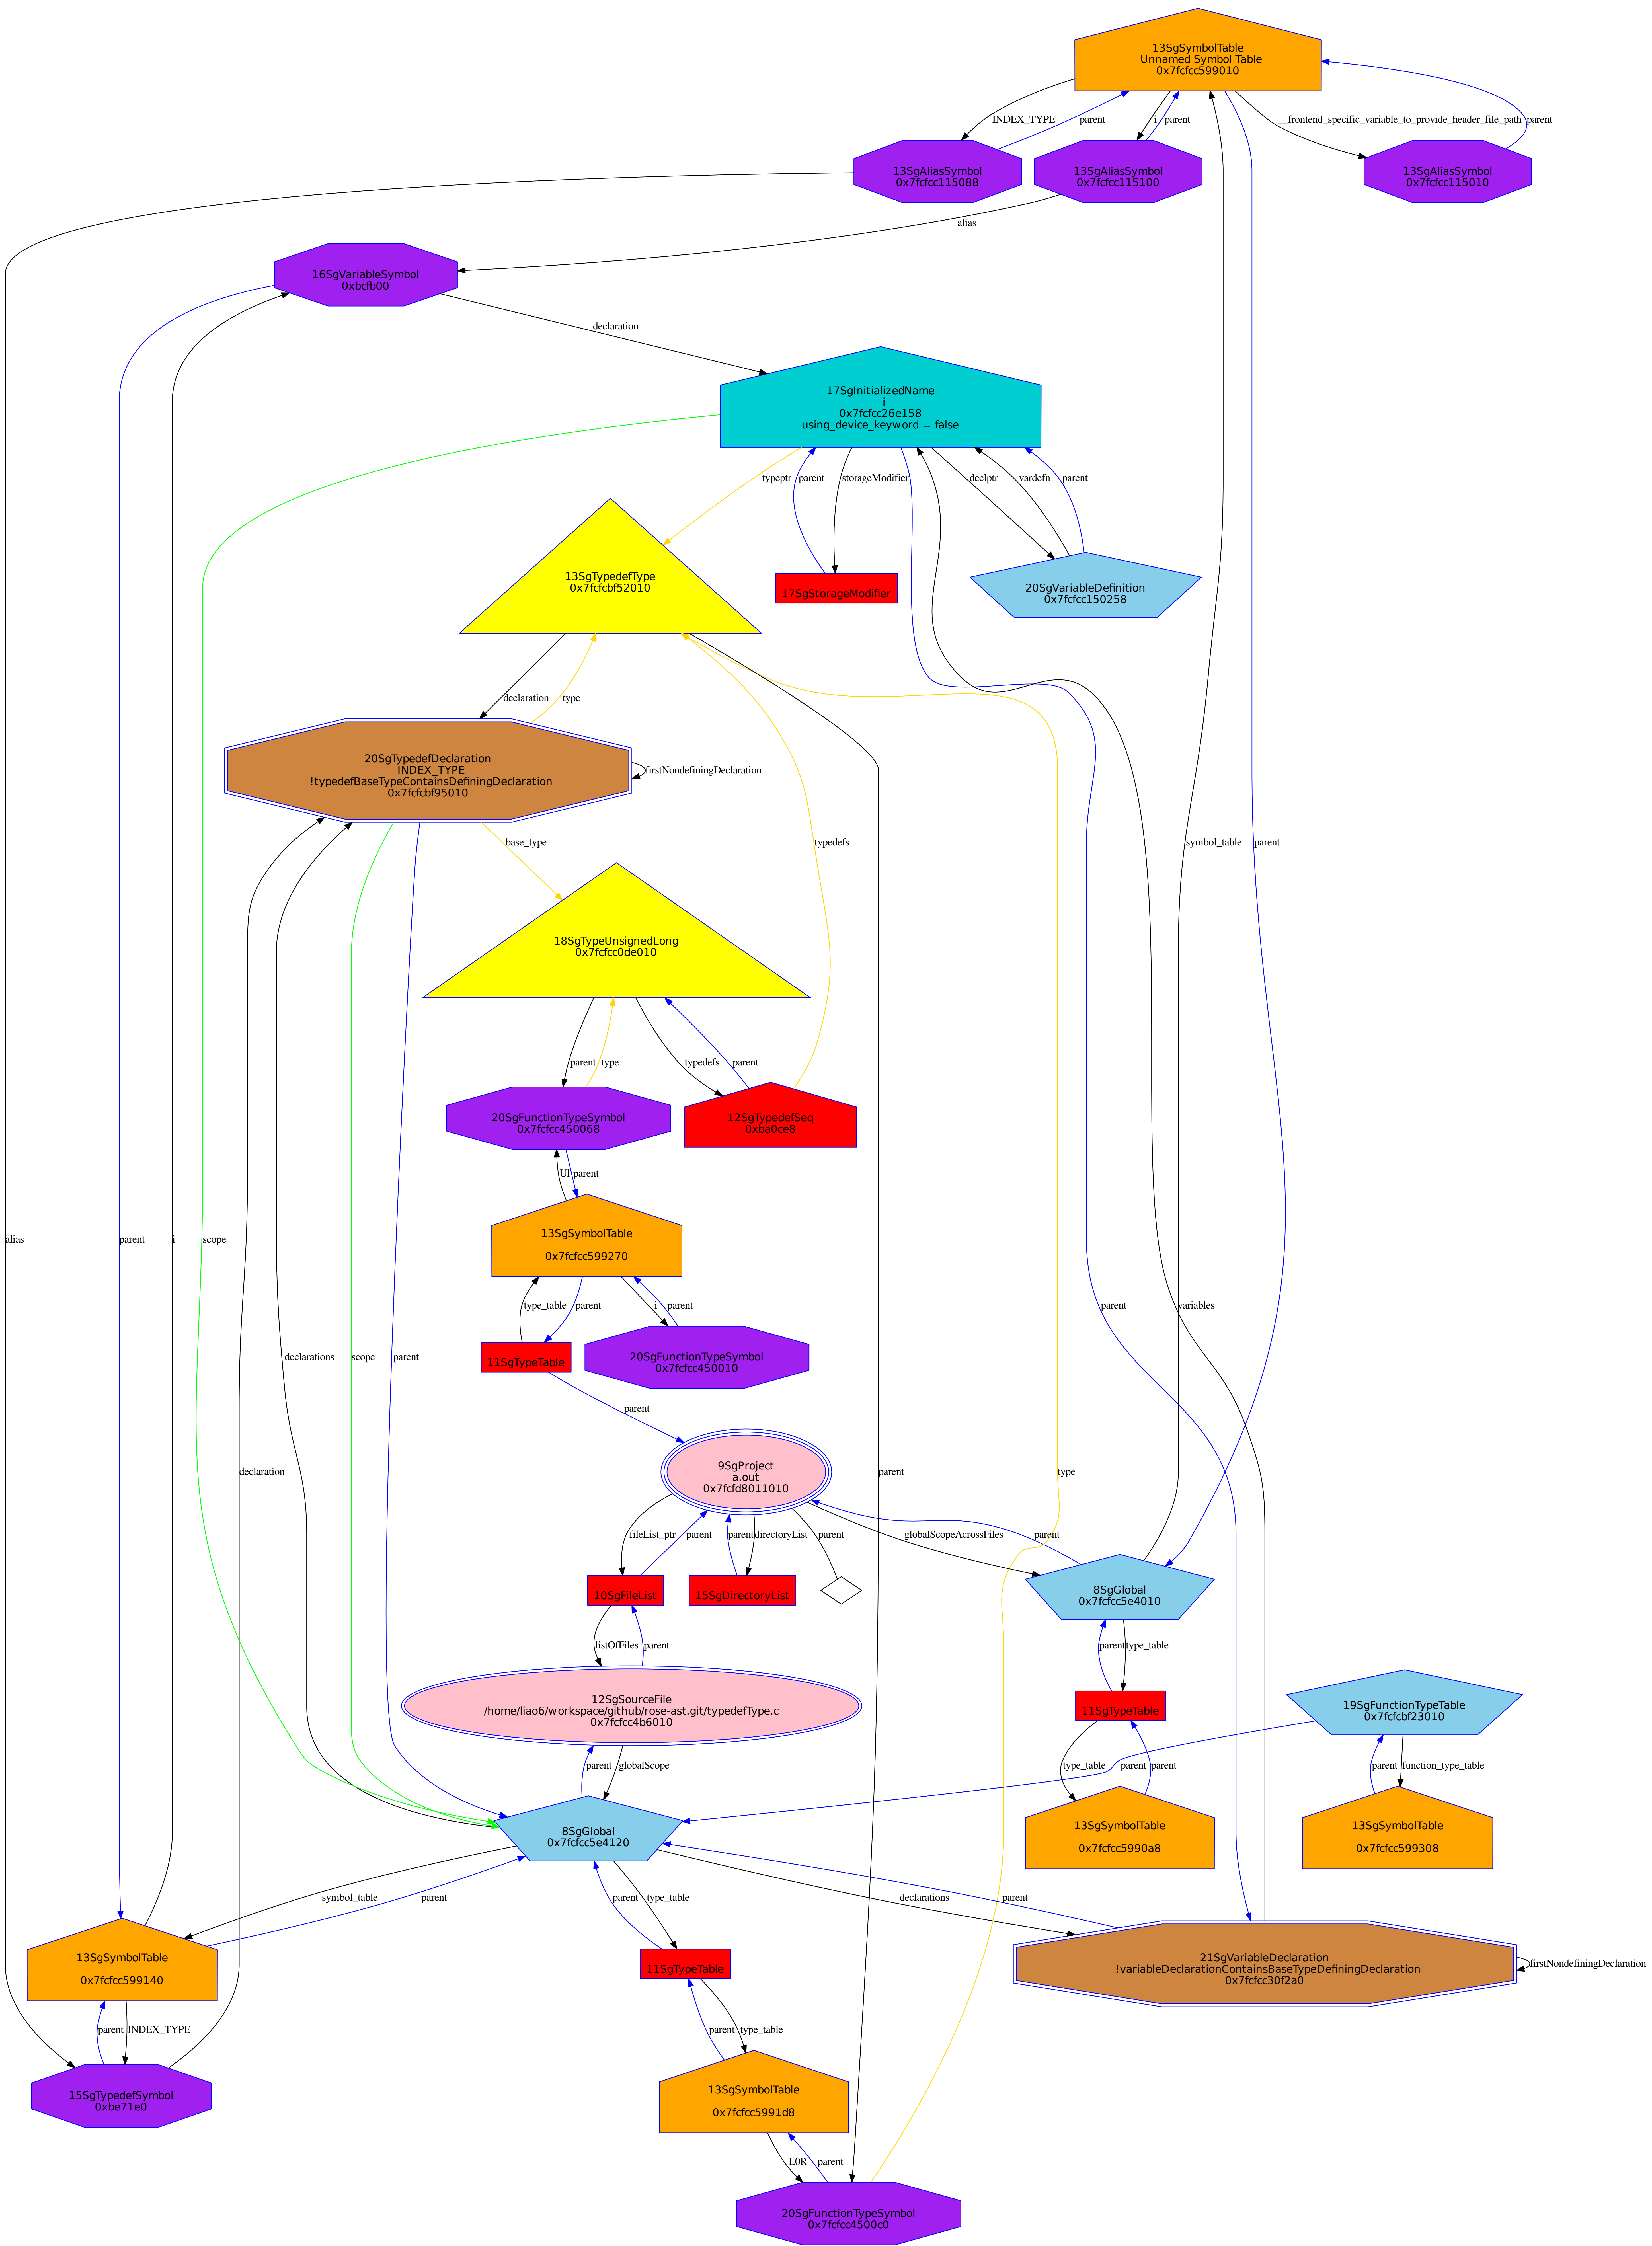 13SgSymbolTable
Unnamed Symbol Table
0x7fcfcc599010
INDEX_TYPE
parent
i
parent
__frontend_specific_variable_to_provide_header_file_path
parent
13SgAliasSymbol
0x7fcfcc115088
13SgAliasSymbol
0x7fcfcc115100
13SgAliasSymbol
0x7fcfcc115010
alias
16SgVariableSymbol
0xbcfb00
declaration
17SgInitializedName
i
0x7fcfcc26e158
using_device_keyword = false
typeptr
parent
storageModifier
declptr
vardefn
parent
13SgTypedefType
0x7fcfcbf52010
17SgStorageModifier
20SgVariableDefinition
0x7fcfcc150258
declaration
type
20SgTypedefDeclaration
INDEX_TYPE
!typedefBaseTypeContainsDefiningDeclaration
0x7fcfcbf95010
firstNondefiningDeclaration
base_type
typedefs
symbol_table
parent
18SgTypeUnsignedLong
0x7fcfcc0de010
parent
type
typedefs
parent
20SgFunctionTypeSymbol
0x7fcfcc450068
12SgTypedefSeq
0xba0ce8
Ul
parent
alias
parent
i
scope
13SgSymbolTable
0x7fcfcc599270
type_table
parent
i
parent
parent
variables
declarations
scope
parent
11SgTypeTable
20SgFunctionTypeSymbol
0x7fcfcc450010
parent
declaration
9SgProject
a.out
0x7fcfd8011010
parent
type
fileList_ptr
parent
parent
directoryList
parent
globalScopeAcrossFiles
parent
10SgFileList
15SgDirectoryList
8SgGlobal
0x7fcfcc5e4010
listOfFiles
parent
parent
type_table
12SgSourceFile
/home/liao6/workspace/github/rose-ast.git/typedefType.c
0x7fcfcc4b6010
11SgTypeTable
19SgFunctionTypeTable
0x7fcfcbf23010
parent
globalScope
type_table
parent
parent
parent
function_type_table
8SgGlobal
0x7fcfcc5e4120
13SgSymbolTable
0x7fcfcc5990a8
13SgSymbolTable
0x7fcfcc599308
symbol_table
parent
parent
type_table
declarations
parent
13SgSymbolTable
0x7fcfcc599140
11SgTypeTable
21SgVariableDeclaration
!variableDeclarationContainsBaseTypeDefiningDeclaration
0x7fcfcc30f2a0
firstNondefiningDeclaration
parent
INDEX_TYPE
parent
type_table
15SgTypedefSymbol
0xbe71e0
13SgSymbolTable
0x7fcfcc5991d8
L0R
parent
20SgFunctionTypeSymbol
0x7fcfcc4500c0